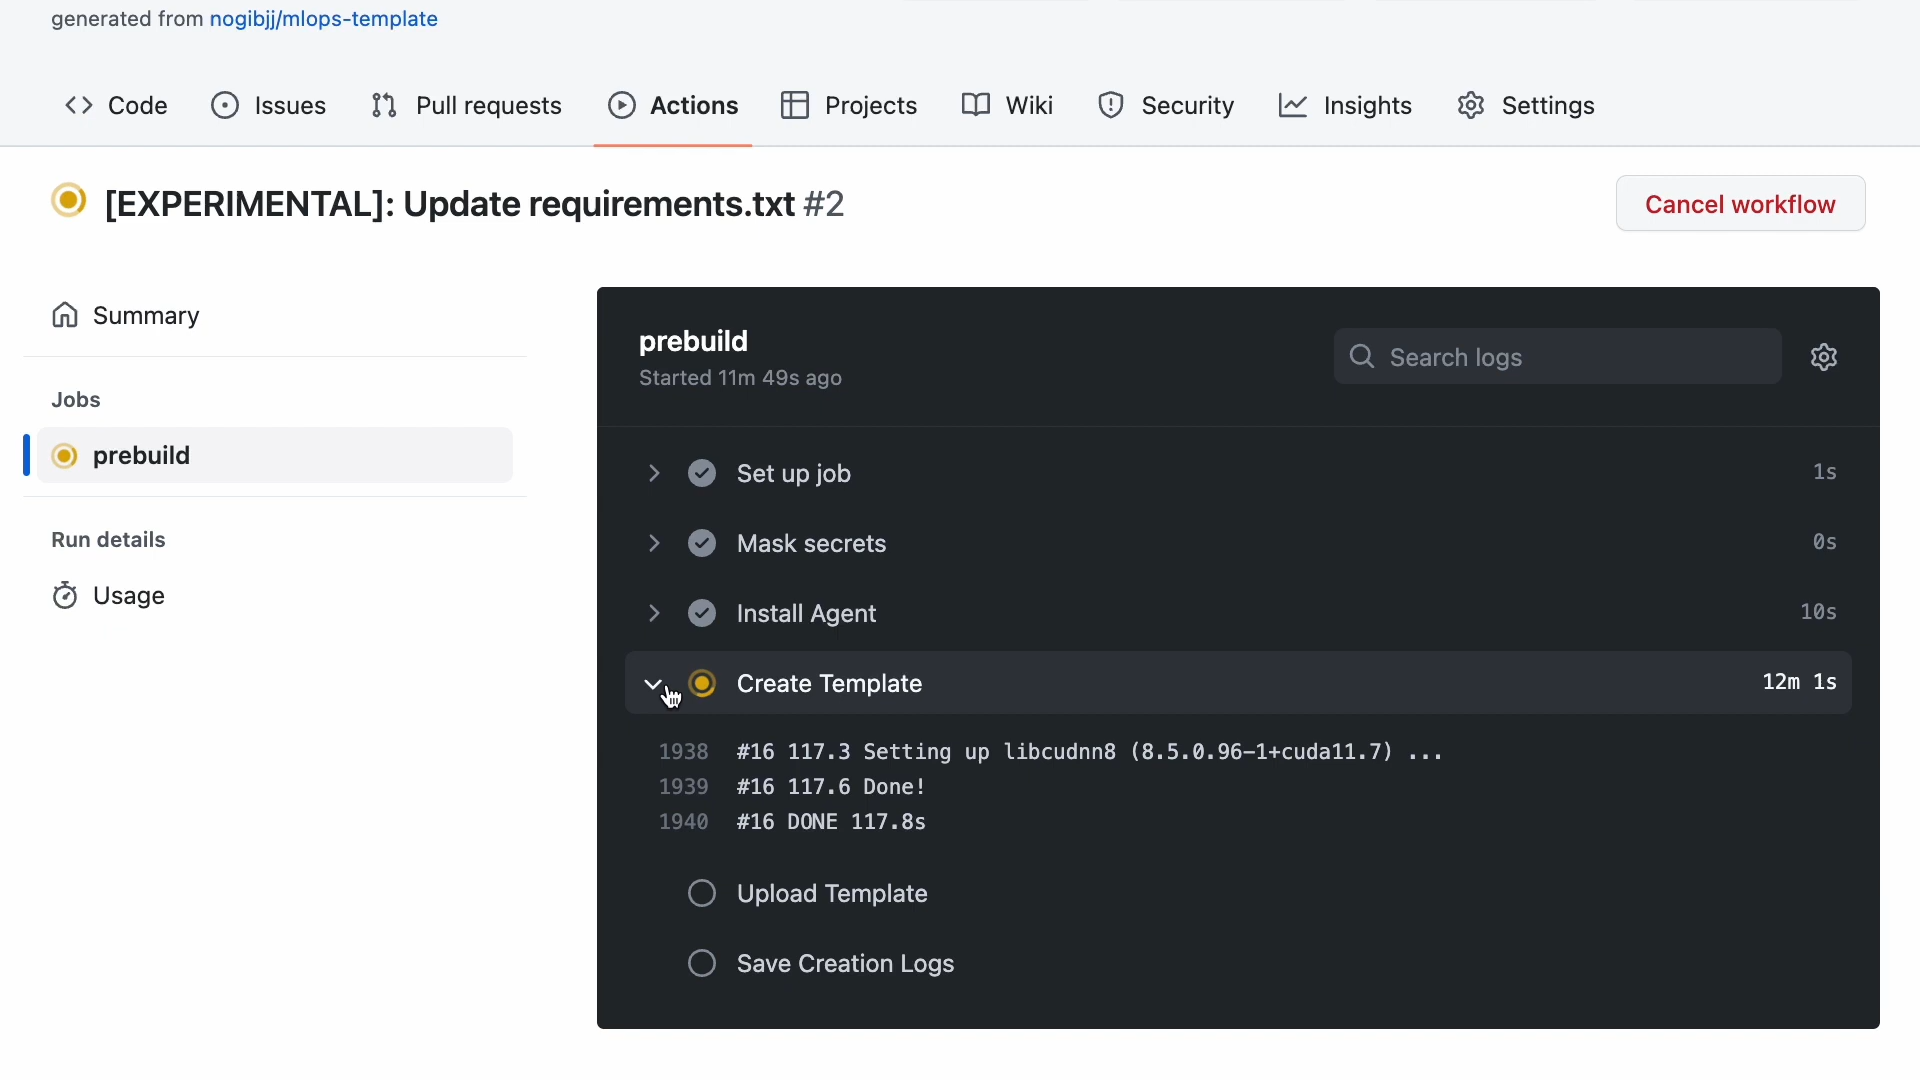 generated from nogibjj/mlops-template
Code Issues Pull requests Actions Projects Wiki Security Insights Settings
[EXPERIMENTAL]: Update requirements.txt #2
Cancel workflow
Summary
Jobs
prebuild
Run details
Usage
prebuild
Started 11m 49s ago
Search logs
Set up job 1s
Mask secrets 0s
Install Agent 10s
Create Template 12m 1s
1938 #16 117.3 Setting up libcudnn8 (8.5.0.96-1+cuda11.7) ...
1939 #16 117.6 Done!
1940 #16 DONE 117.8s
Upload Template
Save Creation Logs